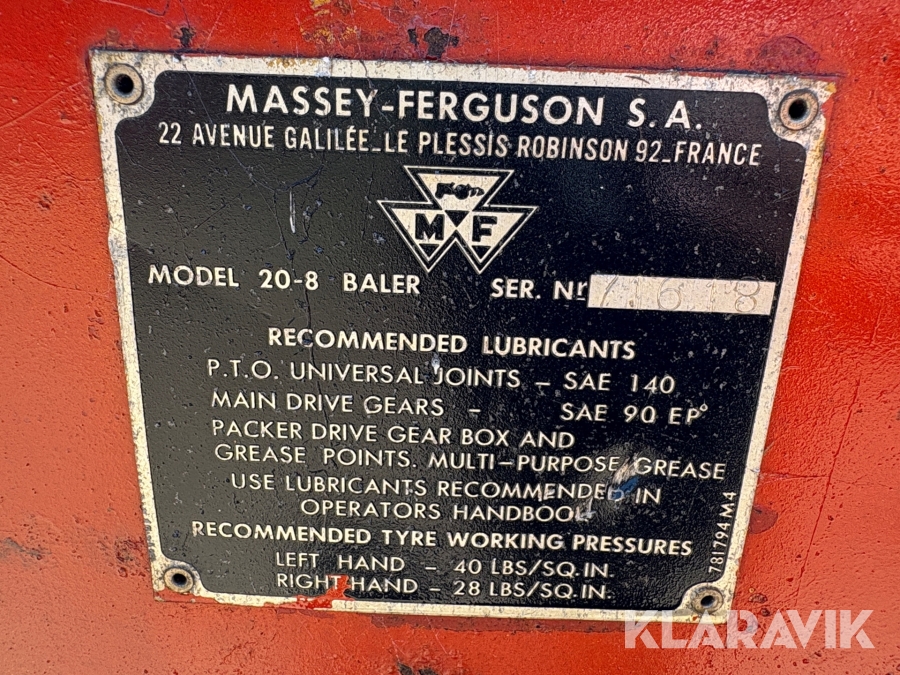 MASSEY-FERGUSON S.A.
22 AVENUE GALILÉE_LE PLESSIS ROBINSON 92_FRANCE
M F
MODEL 20-8 BALER SER. Nr
RECOMMENDED LUBRICANTS
P.T.O. UNIVERSAL JOINTS - SAE 140
MAIN DRIVE GEARS - SAE 90 EP°
PACKER DRIVE GEAR BOX AND
GREASE POINTS. MULTI-PURPOSE GREASE
USE LUBRICANTS RECOMMENDED IN
OPERATORS HANDBOOK
RECOMMENDED TYRE WORKING PRESSURES
LEFT HAND - 40 LBS/SQ.IN.
RIGHT HAND - 28 LBS/SQ.IN.
781794 M4
KLARAVIK